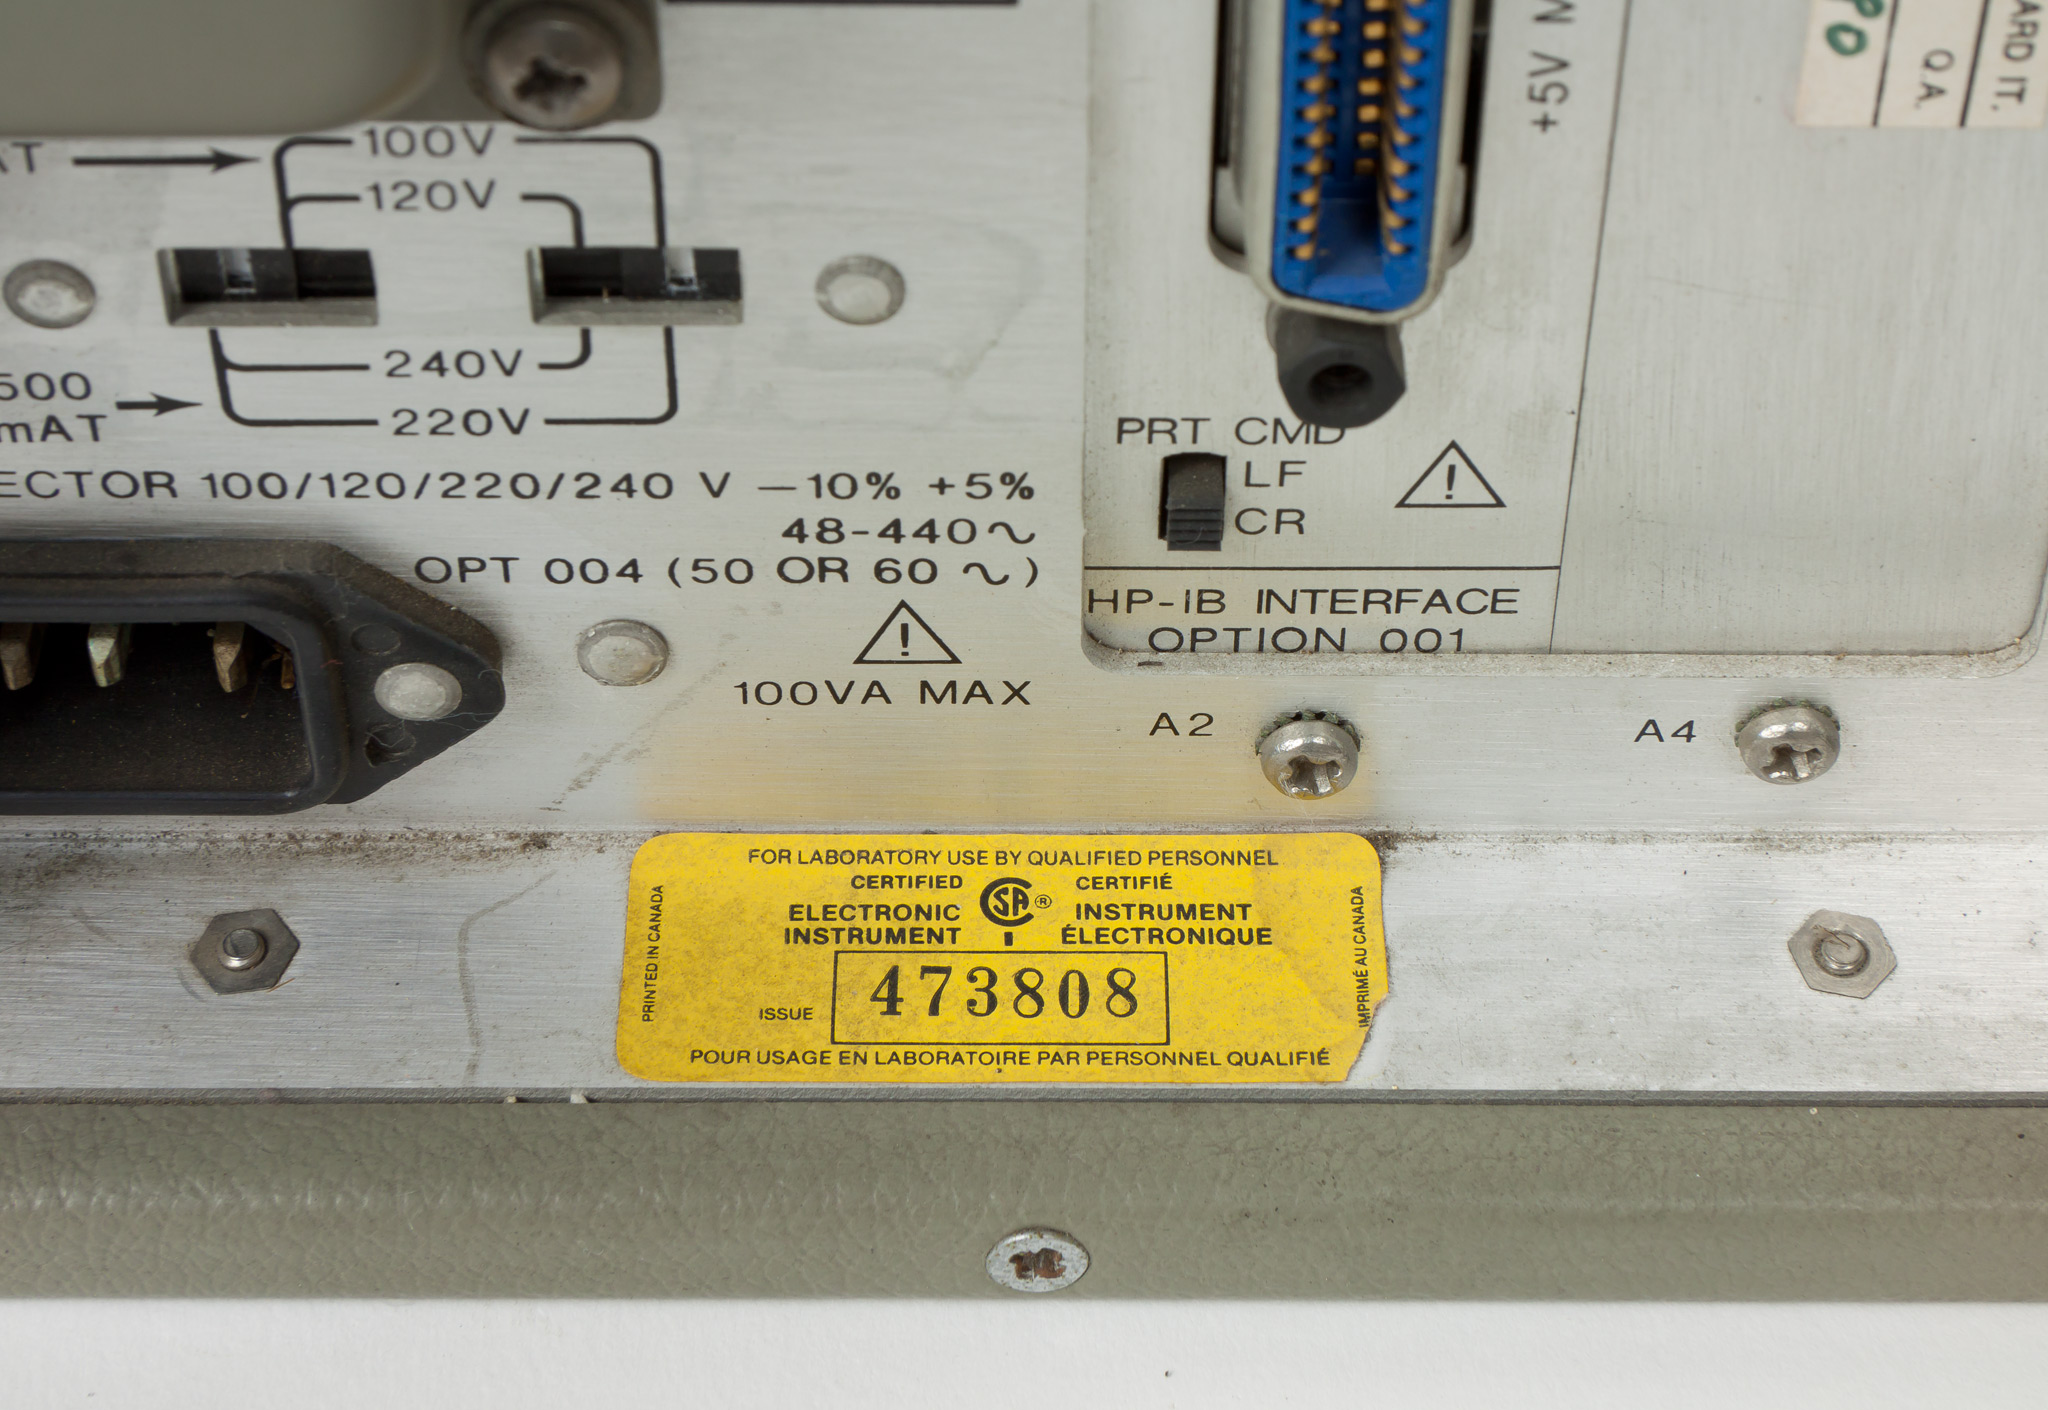 100V
120V
240V
500
mAT
220V
100/120/220/240 V –10% +5%
48-440∿
OPT 004 (50 OR 60 ∿)
!
100VA MAX
+5V
Q.A.
IT.
PRT CMD
LF
CR
!
HP-IB INTERFACE
OPTION 001
A2
A4
FOR LABORATORY USE BY QUALIFIED PERSONNEL
CERTIFIED SA ® CERTIFIÉ
ELECTRONIC INSTRUMENT
INSTRUMENT ÉLECTRONIQUE
PRINTED IN CANADA
IMPRIMÉ AU CANADA
ISSUE 473808
POUR USAGE EN LABORATOIRE PAR PERSONNEL QUALIFIÉ